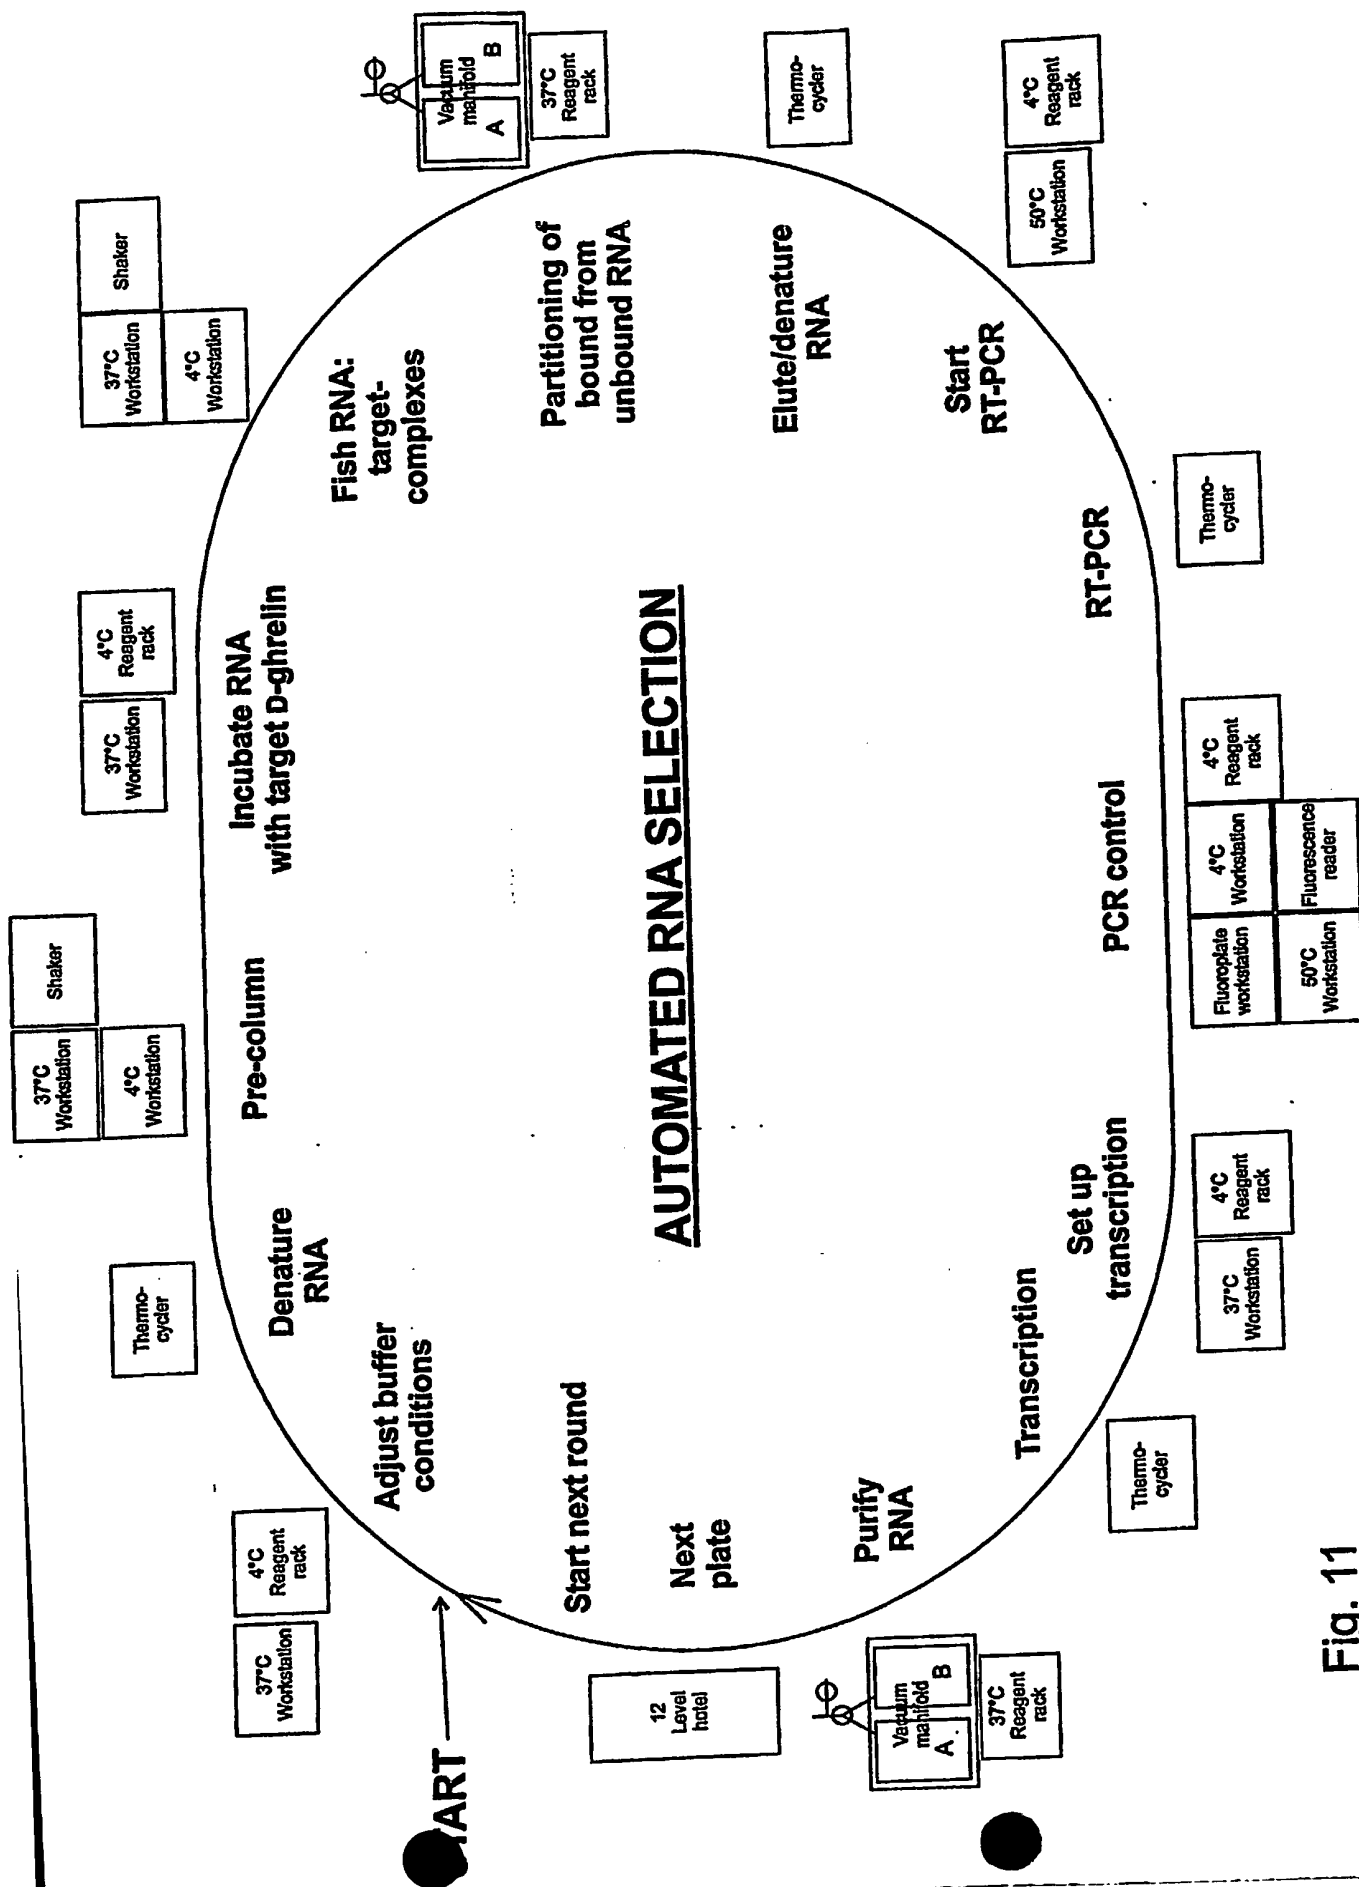 START
37°C
Workstation
4°C
Reagent
rack
Adjust buffer
conditions
Thermo-
cycler
Denature
RNA
37°C
Workstation
Shaker
4°C
Workstation
Pre-column
37°C
Workstation
4°C
Reagent
rack
Incubate RNA
with target D-ghrelin
37°C
Workstation
Shaker
4°C
Workstation
Fish RNA:
target-
complexes
Vacuum
manifold
A
B
37°C
Reagent
rack
Partitioning of
bound from
unbound RNA
Thermo-
cycler
Elute/denature
RNA
50°C
Workstation
4°C
Reagent
rack
Start
RT-PCR
Thermo-
cycler
RT-PCR
Fluoroplate
workstation
4°C
Workstation
4°C
Reagent
rack
50°C
Workstation
Fluorescence
reader
PCR control
37°C
Workstation
4°C
Reagent
rack
Set up
transcription
Thermo-
cycler
Transcription
Vacuum
manifold
A
B
37°C
Reagent
rack
Purify
RNA
12
Level
hotel
Next
plate
Start next round
AUTOMATED RNA SELECTION
Fig. 11